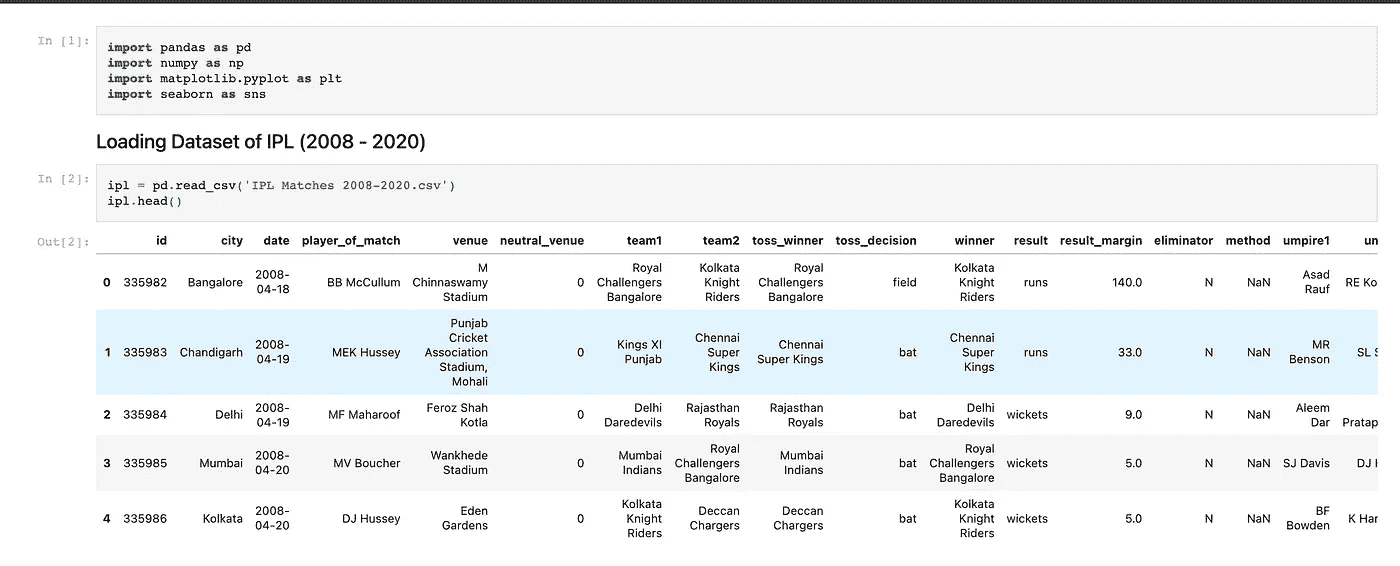 In [1]:
import pandas as pd
import numpy as np
import matplotlib.pyplot as plt
import seaborn as sns
Loading Dataset of IPL (2008 - 2020)
In [2]:
ipl = pd.read_csv('IPL Matches 2008-2020.csv')
ipl.head()
Out[2]:
id city date player_of_match venue neutral_venue team1 team2 toss_winner toss_decision winner result result_margin eliminator method umpire1 un
0 335982 Bangalore 2008-04-18 BB McCullum M Chinnaswamy Stadium 0 Royal Challengers Bangalore Kolkata Knight Riders Royal Challengers Bangalore field Kolkata Knight Riders runs 140.0 N NaN Asad Rauf RE Ko
1 335983 Chandigarh 2008-04-19 MEK Hussey Punjab Cricket Association Stadium, Mohali 0 Kings XI Punjab Chennai Super Kings Chennai Super Kings bat Chennai Super Kings runs 33.0 N NaN MR Benson SL
2 335984 Delhi 2008-04-19 MF Maharoof Feroz Shah Kotla 0 Delhi Daredevils Rajasthan Royals Rajasthan Royals bat Delhi Daredevils wickets 9.0 N NaN Aleem Dar Pratap
3 335985 Mumbai 2008-04-20 MV Boucher Wankhede Stadium 0 Mumbai Indians Royal Challengers Bangalore Mumbai Indians bat Royal Challengers Bangalore wickets 5.0 N NaN SJ Davis DJ
4 335986 Kolkata 2008-04-20 DJ Hussey Eden Gardens 0 Kolkata Knight Riders Deccan Chargers Deccan Chargers bat Kolkata Knight Riders wickets 5.0 N NaN BF Bowden K Har